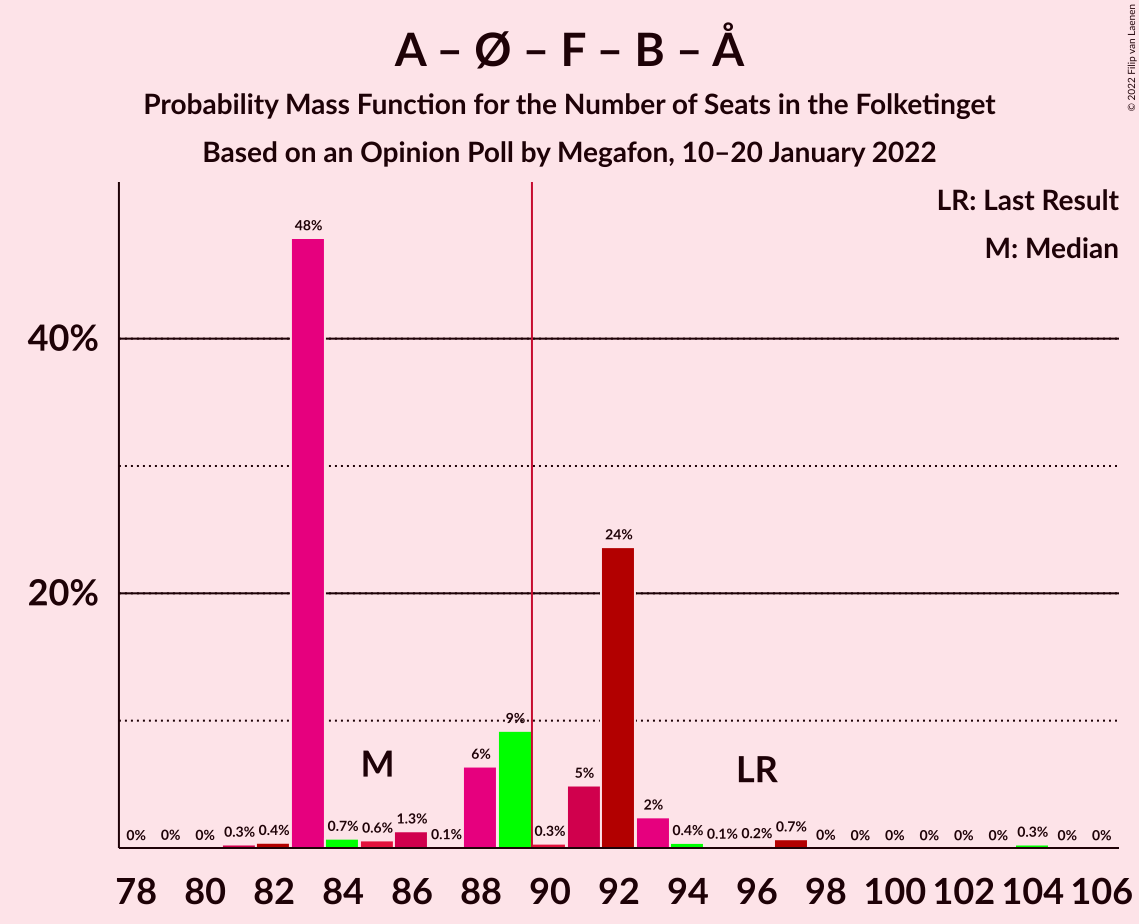 A – Ø – F – B – Å
Probability Mass Function for the Number of Seats in the Folketinget
Based on an Opinion Poll by Megafon, 10–20 January 2022
© 2022 Filip van Laenen
LR: Last Result
M: Median
40%
20%
48%
24%
9%
6%
5%
2%
M
LR
0% 0% 0% 0.3% 0.4% 0.7% 0.6% 1.3% 0.1% 0.3% 0.4% 0.1% 0.2% 0.7% 0% 0% 0% 0% 0% 0% 0.3% 0% 0%
78 80 82 84 86 88 90 92 94 96 98 100 102 104 106